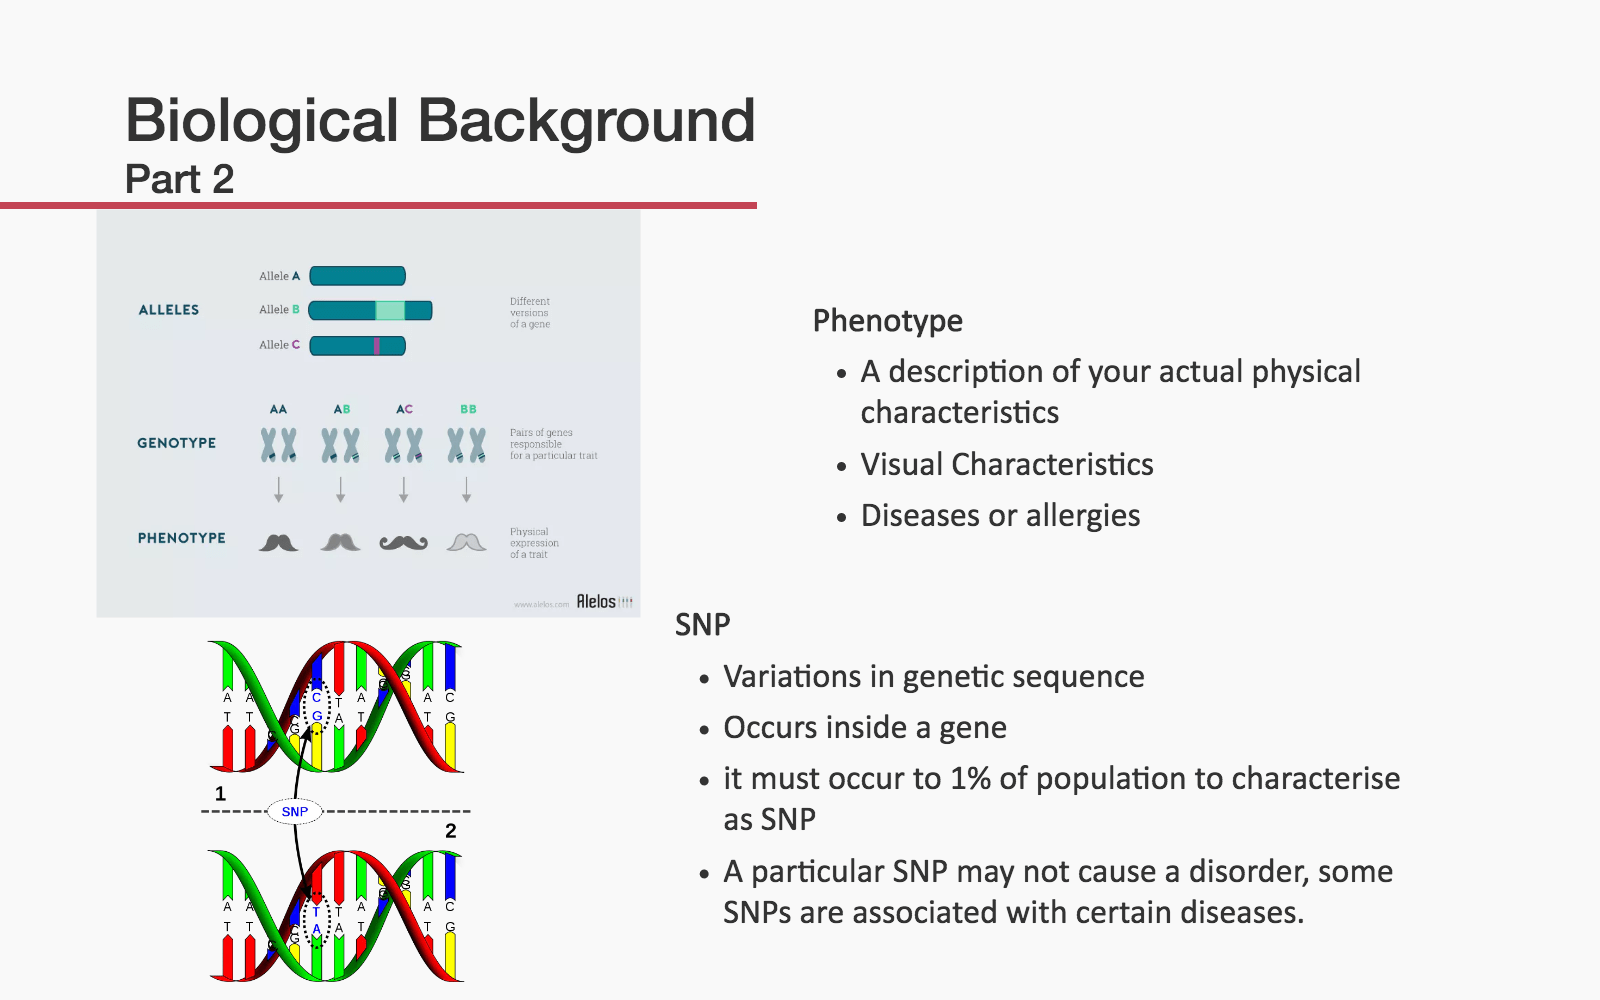 Biological Background
Part 2
Allele A
ALLELES
Allele B
Allele C
Different
versions
of a gene
AA AB AC BB
GENOTYPE
Pairs of genes
responsible
for a particular trait
PHENOTYPE
Physical
expression
of a trait
www.alelos.com Alelos
Phenotype
• A description of your actual physical
characteristics
• Visual Characteristics
• Diseases or allergies
SNP
• Variations in genetic sequence
• Occurs inside a gene
• it must occur to 1% of population to characterise
as SNP
• A particular SNP may not cause a disorder, some
SNPs are associated with certain diseases.
A A C T A A C
T T G G A T T G
1
SNP
2
A A T T A A C
T T G A A T T G